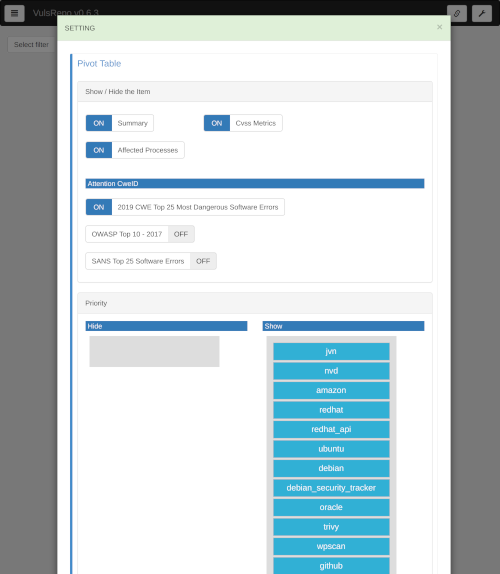 VulsRepo v0.6.3
Select filter
SETTING
×
Pivot Table
Show / Hide the Item
ON Summary
ON Cvss Metrics
ON Affected Processes
Attention CweID
ON 2019 CWE Top 25 Most Dangerous Software Errors
OWASP Top 10 - 2017 OFF
SANS Top 25 Software Errors OFF
Priority
Hide
Show
jvn
nvd
amazon
redhat
redhat_api
ubuntu
debian
debian_security_tracker
oracle
trivy
wpscan
github